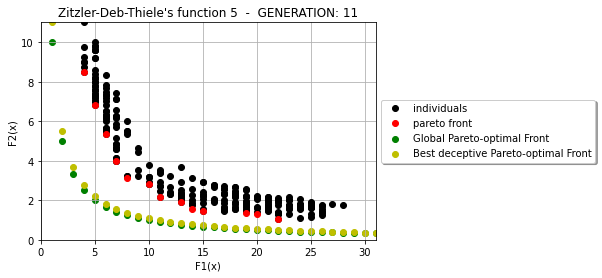 Zitzler-Deb-Thiele's function 5 - GENERATION: 11
10
8
6
4
2
0
F2(x)
0 5 10 15 20 25 30
F1(x)
individuals
pareto front
Global Pareto-optimal Front
Best deceptive Pareto-optimal Front